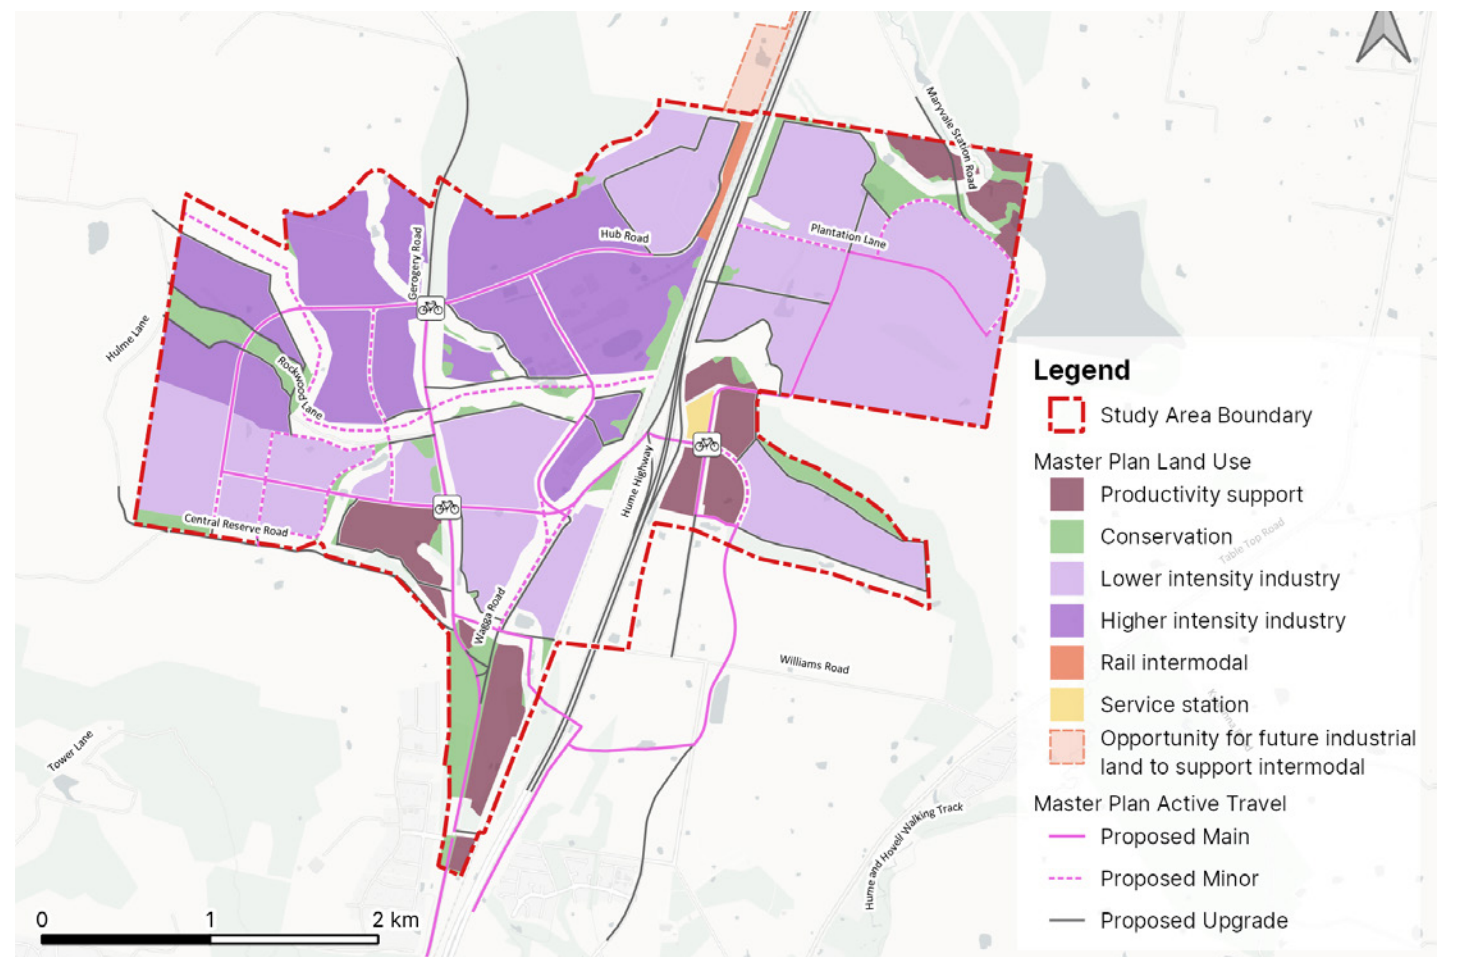 Maryvale Station Road
Hub Road
Plantation Lane
Gerogery Road
Hulme Lane
Rockwood Lane
Hume Highway
Central Reserve Road
Wagga Road
Williams Road
Table Top Road
Tower Lane
Hume and Hovell Walking Track
0 1 2 km
Legend
Study Area Boundary
Master Plan Land Use
Productivity support
Conservation
Lower intensity industry
Higher intensity industry
Rail intermodal
Service station
Opportunity for future industrial
land to support intermodal
Master Plan Active Travel
Proposed Main
Proposed Minor
Proposed Upgrade